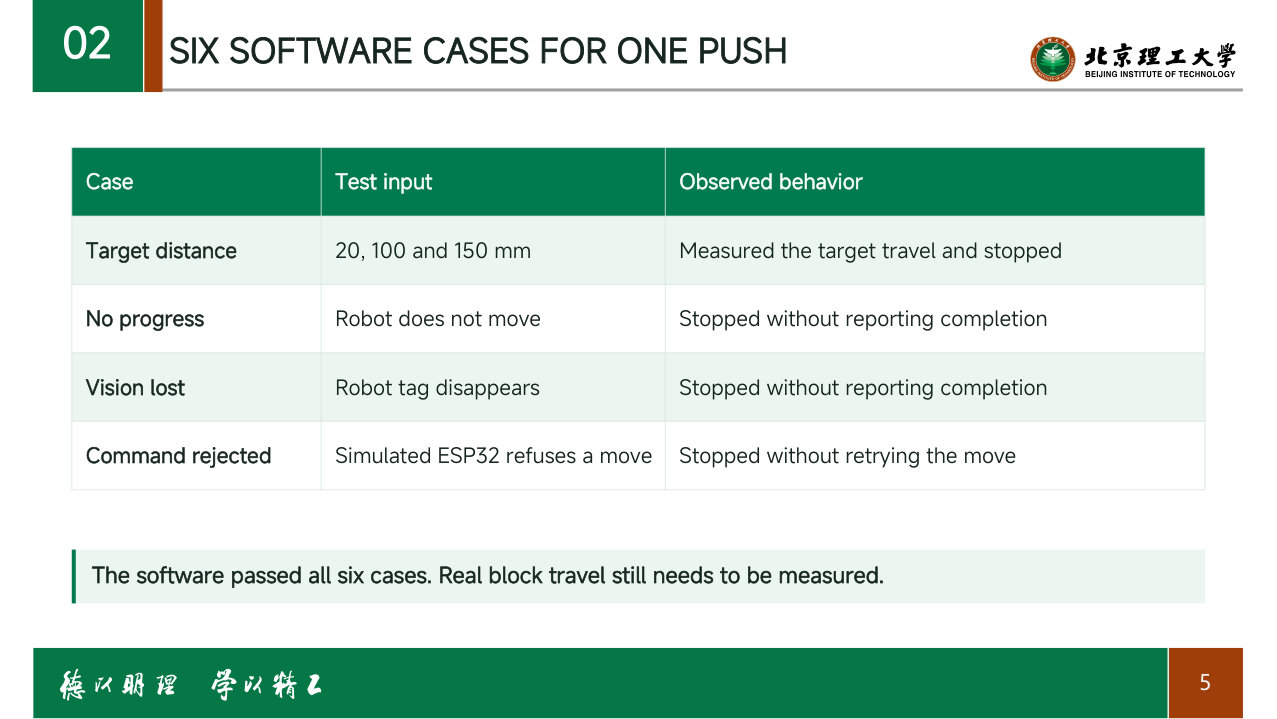 02
SIX SOFTWARE CASES FOR ONE PUSH
北京理工大学
BEIJING INSTITUTE OF TECHNOLOGY
Case Test input Observed behavior
Target distance 20, 100 and 150 mm Measured the target travel and stopped
No progress Robot does not move Stopped without reporting completion
Vision lost Robot tag disappears Stopped without reporting completion
Command rejected Simulated ESP32 refuses a move Stopped without retrying the move
The software passed all six cases. Real block travel still needs to be measured.
德以明理 学以精工
5